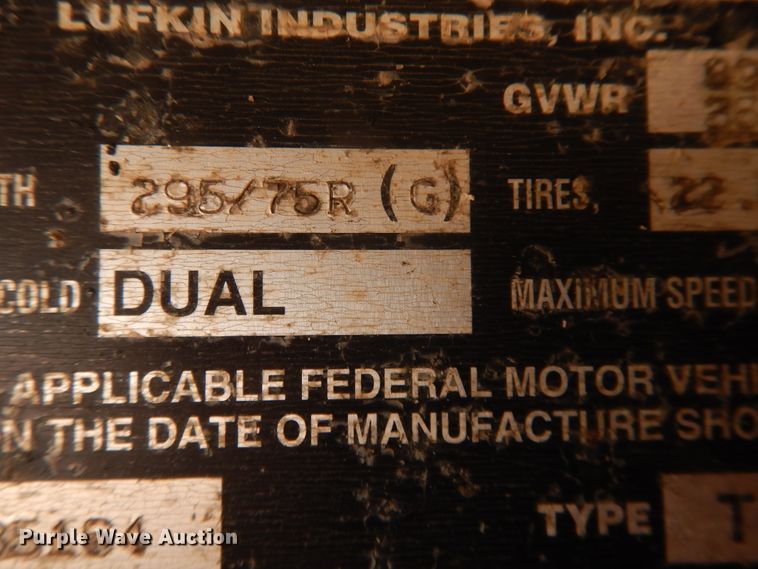 LUFKIN INDUSTRIES, INC.
GVWR
TH 295/75R (G) TIRES, 22.
COLD DUAL MAXIMUM SPEED
APPLICABLE FEDERAL MOTOR VEHI
N THE DATE OF MANUFACTURE SHO
TYPE T
Purple Wave Auction